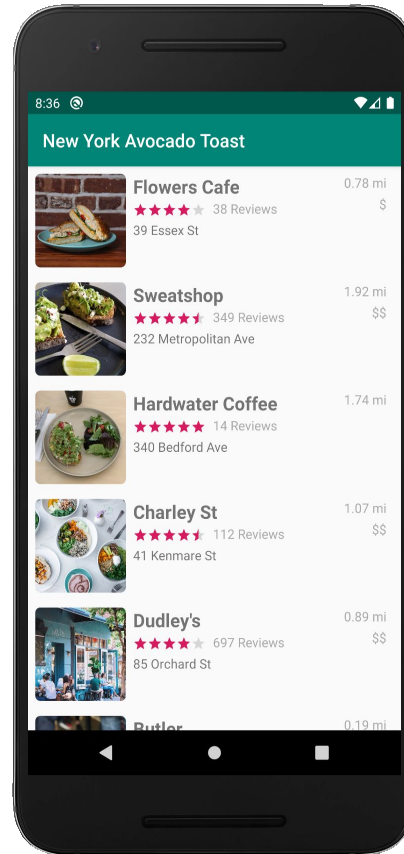 8:36
New York Avocado Toast
Flowers Cafe 0.78 mi
38 Reviews $
39 Essex St
Sweatshop 1.92 mi
349 Reviews $$
232 Metropolitan Ave
Hardwater Coffee 1.74 mi
14 Reviews
340 Bedford Ave
Charley St 1.07 mi
112 Reviews $$
41 Kenmare St
Dudley's 0.89 mi
697 Reviews $$
85 Orchard St
Butler 0.19 mi